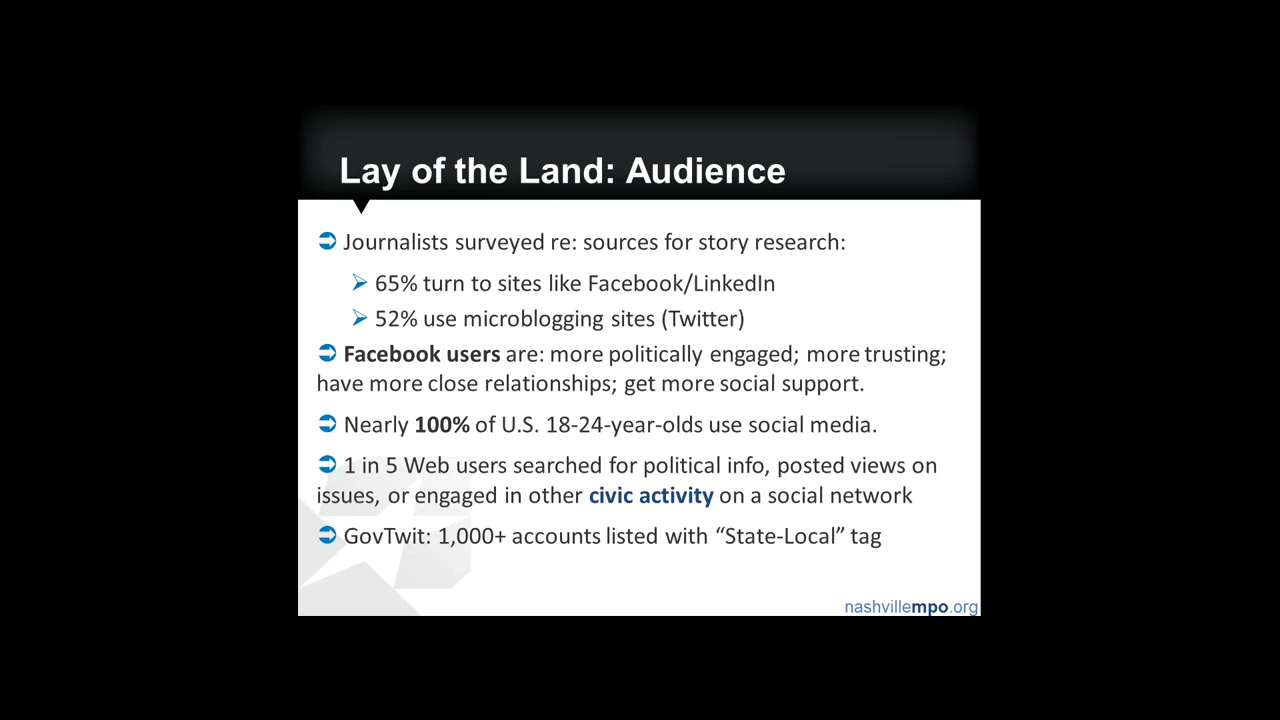 Lay of the Land: Audience
Journalists surveyed re: sources for story research:
65% turn to sites like Facebook/LinkedIn
52% use microblogging sites (Twitter)
Facebook users are: more politically engaged; more trusting;
have more close relationships; get more social support.
Nearly 100% of U.S. 18-24-year-olds use social media.
1 in 5 Web users searched for political info, posted views on
issues, or engaged in other civic activity on a social network
GovTwit: 1,000+ accounts listed with “State-Local” tag
nashvillempo.org